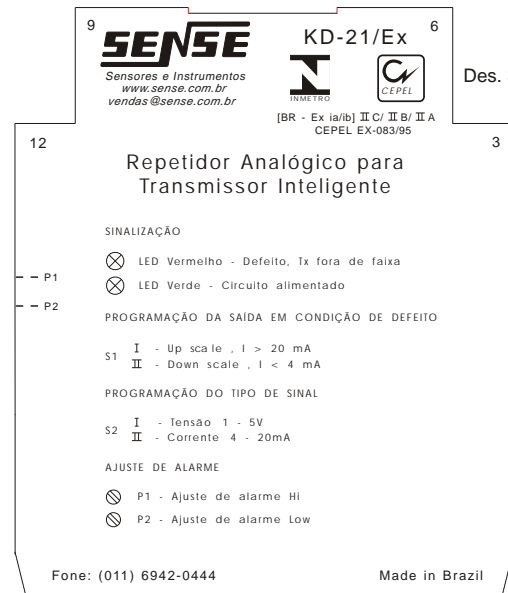 9
6
SENSE
Sensores e Instrumentos
www.sense.com.br
vendas@sense.com.br
KD-21/Ex
INMETRO
CEPEL
[BR - Ex ia/ib] II C/ II B/ II A
CEPEL EX-083/95
Des.
12
3
Repetidor Analógico para
Transmissor Inteligente
SINALIZAÇÃO
LED Vermelho - Defeito, Tx fora de faixa
LED Verde - Circuito alimentado
P1
P2
PROGRAMAÇÃO DA SAÍDA EM CONDIÇÃO DE DEFEITO
S1 I - Up scale , I > 20 mA
II - Down scale , I < 4 mA
PROGRAMAÇÃO DO TIPO DE SINAL
S2 I - Tensão 1 - 5V
II - Corrente 4 - 20mA
AJUSTE DE ALARME
P1 - Ajuste de alarme Hi
P2 - Ajuste de alarme Low
Fone: (011) 6942-0444
Made in Brazil